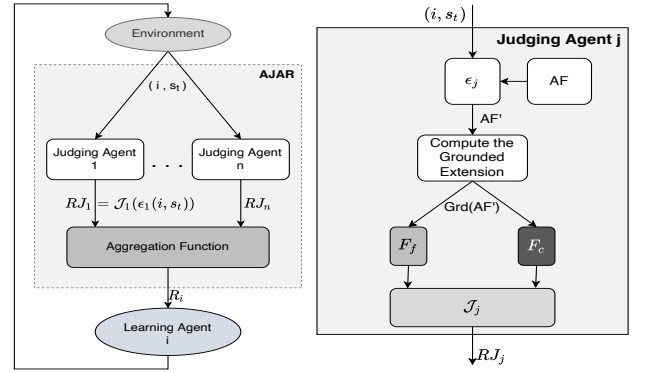 Environment
AJAR
(i, s_t)
Judging Agent
1
. . .
Judging Agent
n
RJ_1 = 𝒥_1(ϵ_1(i, s_t))
RJ_n
Aggregation Function
R_i
Learning Agent
i
(i, s_t)
Judging Agent j
ϵ_j
AF
AF'
Compute the
Grounded
Extension
Grd(AF')
F_f
F_c
𝒥_j
RJ_j